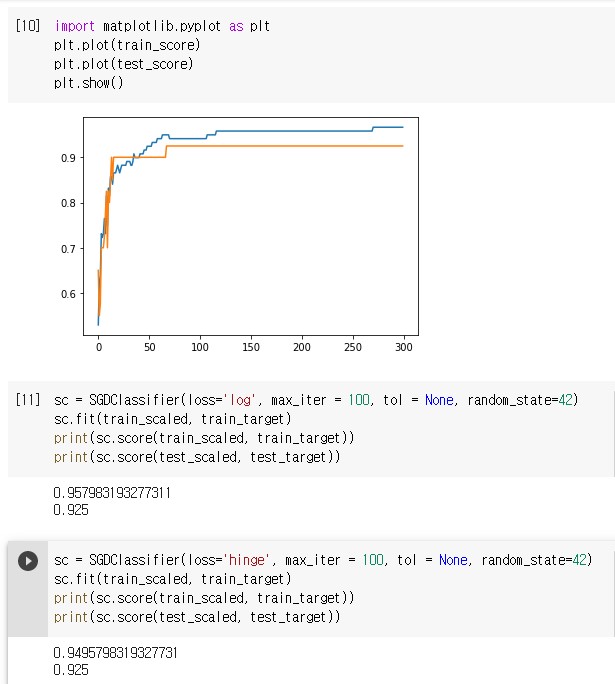 [10] import matplotlib.pyplot as plt
plt.plot(train_score)
plt.plot(test_score)
plt.show()
0.9
0.8
0.7
0.6
0 50 100 150 200 250 300
[11] sc = SGDClassifier(loss='log', max_iter = 100, tol = None, random_state=42)
sc.fit(train_scaled, train_target)
print(sc.score(train_scaled, train_target))
print(sc.score(test_scaled, test_target))
0.957983193277311
0.925
sc = SGDClassifier(loss='hinge', max_iter = 100, tol = None, random_state=42)
sc.fit(train_scaled, train_target)
print(sc.score(train_scaled, train_target))
print(sc.score(test_scaled, test_target))
0.9495798319327731
0.925